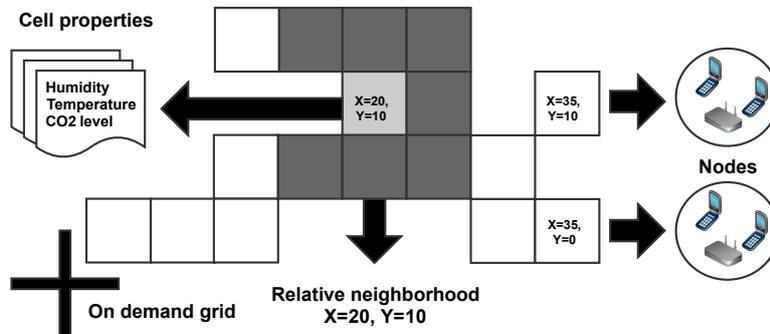 Cell properties
Humidity
Temperature
CO2 level
X=20,
Y=10
X=35,
Y=10
Nodes
X=35,
Y=0
On demand grid
Relative neighborhood
X=20, Y=10